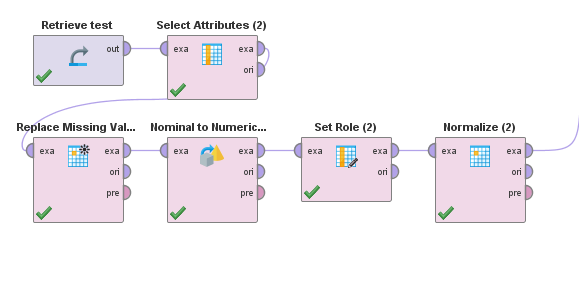 Retrieve test
out
Select Attributes (2)
exa
exa
ori
Replace Missing Val...
exa
exa
ori
pre
Nominal to Numeric...
exa
exa
ori
pre
Set Role (2)
exa
exa
ori
Normalize (2)
exa
exa
ori
pre